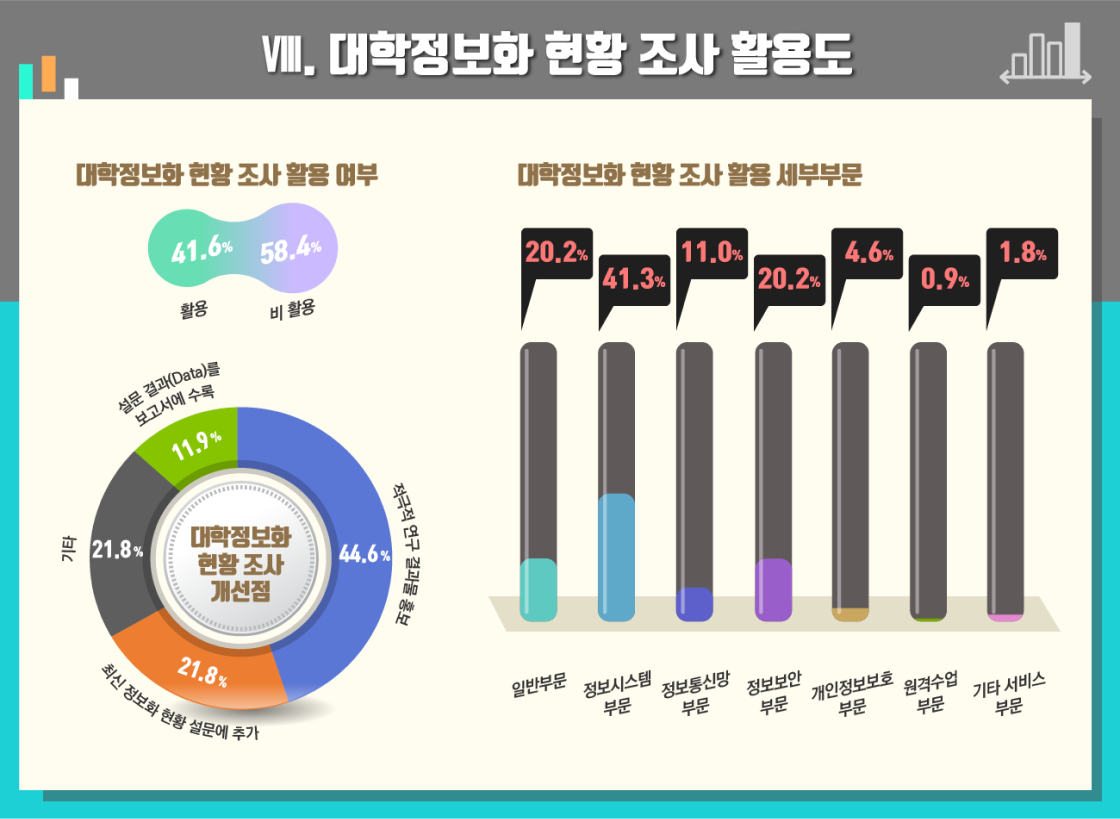 Ⅷ. 대학정보화 현황 조사 활용도
대학정보화 현황 조사 활용 여부
41.6%
58.4%
활용
비 활용
설문 결과(Data)를
보고서에 수록
11.9%
기타
21.8%
44.6%
적극적 연구 결과물 홍보
대학정보화
현황 조사
개선점
21.8%
최신 정보화 현황 설문에 추가
대학정보화 현황 조사 활용 세부부문
20.2%
41.3%
11.0%
20.2%
4.6%
0.9%
1.8%
일반부문
정보시스템
부문
정보통신망
부문
정보보안
부문
개인정보보호
부문
원격수업
부문
기타 서비스
부문